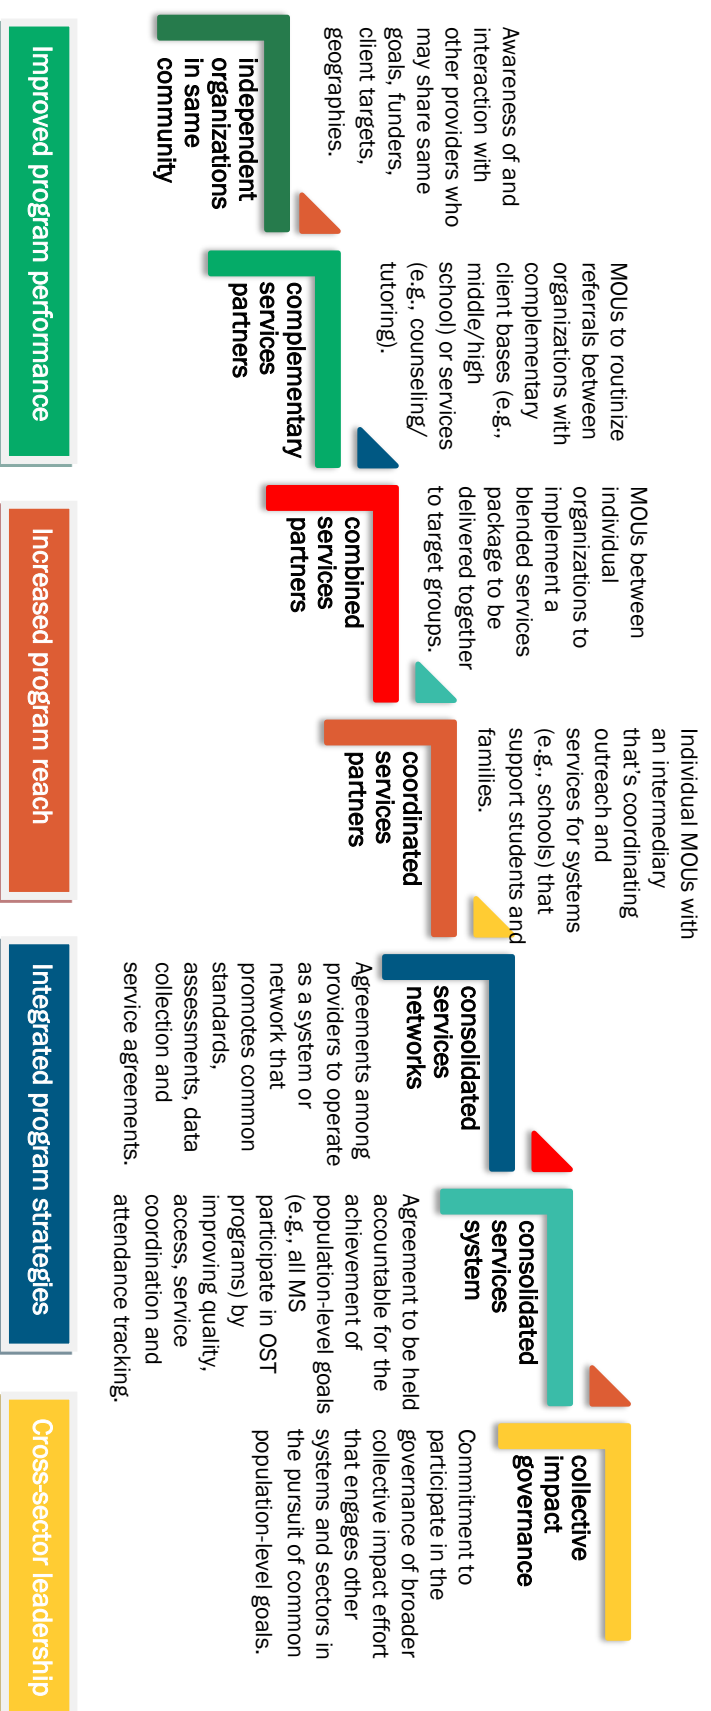 Awareness of and
interaction with
other providers who
may share same
goals, funders,
client targets,
geographies.
independent
organizations
in same
community
MOUs to routinize
referrals between
organizations with
complementary
client bases (e.g.,
middle/high
school) or services
(e.g., counseling/
tutoring).
complementary
services
partners
MOUs between
individual
organizations to
implement a
blended services
package to be
delivered together
to target groups.
combined
services
partners
Individual MOUs with
an intermediary
that's coordinating
outreach and
services for systems
(e.g., schools) that
support students and
families.
coordinated
services
partners
consolidated
services
networks
Agreements among
providers to operate
as a system or
network that
promotes common
standards,
assessments, data
collection and
service agreements.
consolidated
services
system
Agreement to be held
accountable for the
achievement of
population-level goals
(e.g., all MS
participate in OST
programs) by
improving quality,
access, service
coordination and
attendance tracking.
collective
impact
governance
Commitment to
participate in the
governance of broader
collective impact effort
that engages other
systems and sectors in
the pursuit of common
population-level goals.
Improved program performance
Increased program reach
Integrated program strategies
Cross-sector leadership